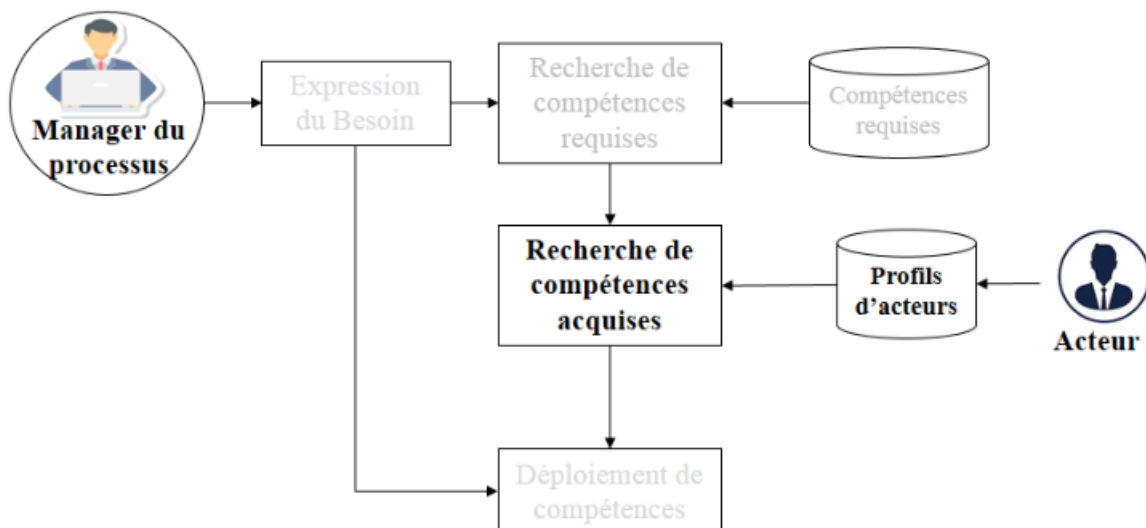 Manager du
processus
Expression
du Besoin
Recherche de
compétences
requises
Compétences
requises
Recherche de
compétences
acquises
Profils
d'acteurs
Acteur
Déploiement de
compétences